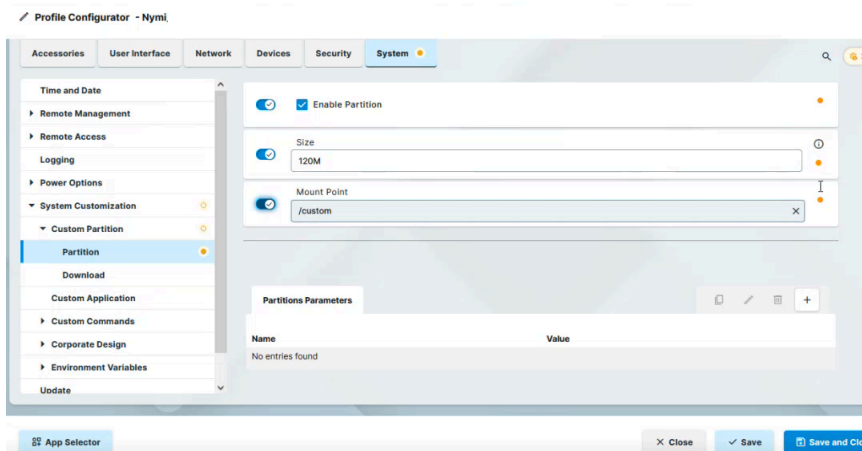 Profile Configurator - Nymi
Accessories User Interface Network Devices Security System
Time and Date
Remote Management
Remote Access
Logging
Power Options
System Customization
Custom Partition
Partition
Download
Custom Application
Custom Commands
Corporate Design
Environment Variables
Update
Enable Partition
Size
120M
Mount Point
/custom
Partitions Parameters
Name Value
No entries found
App Selector
Close Save Save and Clo